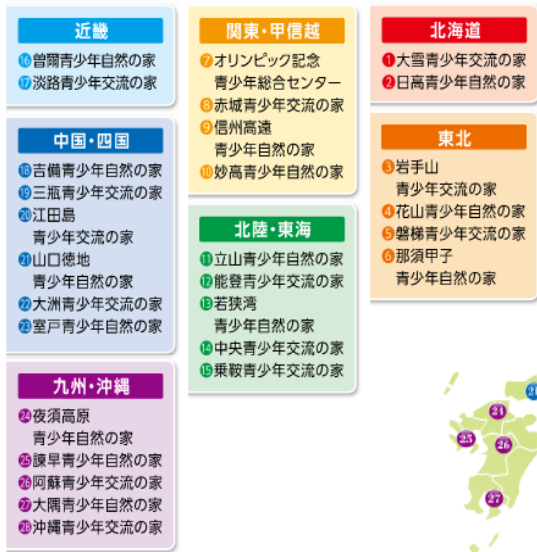 近畿
⑯曽爾青少年自然の家
⑰淡路青少年交流の家
中国・四国
⑱吉備青少年自然の家
⑲三瓶青少年交流の家
⑳江田島
青少年交流の家
㉑山口徳地
青少年自然の家
㉒大洲青少年交流の家
㉓室戸青少年自然の家
九州・沖縄
㉔夜須高原
青少年自然の家
㉕諫早青少年自然の家
㉖阿蘇青少年交流の家
㉗大隅青少年自然の家
㉘沖縄青少年交流の家
関東・甲信越
⑦オリンピック記念
青少年総合センター
⑧赤城青少年交流の家
⑨信州高遠
青少年自然の家
⑩妙高青少年自然の家
北陸・東海
⑪立山青少年自然の家
⑫能登青少年交流の家
⑬若狭湾
青少年自然の家
⑭中央青少年交流の家
⑮乗鞍青少年交流の家
北海道
①大雪青少年交流の家
②日高青少年自然の家
東北
③岩手山
青少年交流の家
④花山青少年自然の家
⑤磐梯青少年交流の家
⑥那須甲子
青少年自然の家
24
25
26
27